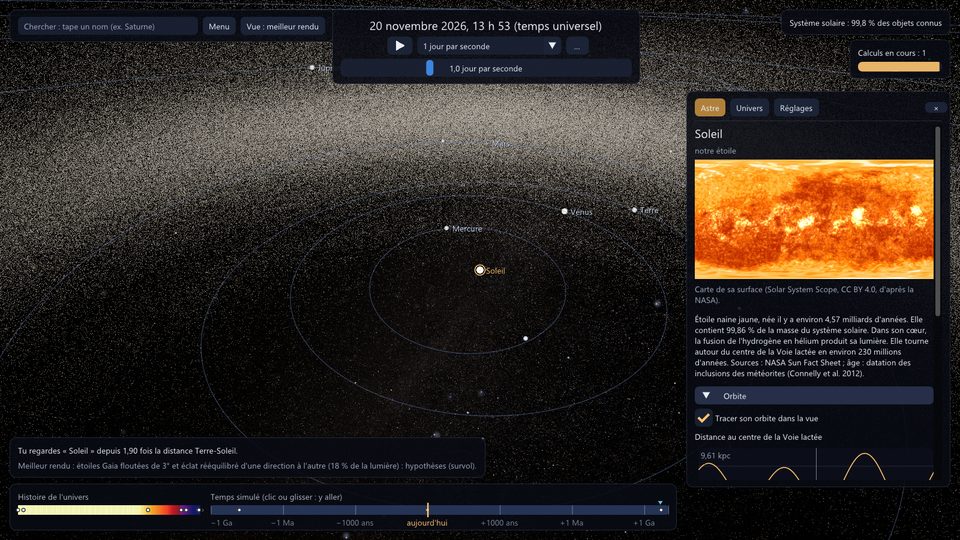 Chercher : tape un nom (ex. Saturne)
Menu
Vue : meilleur rendu
20 novembre 2026, 13 h 53 (temps universel)
1 jour par seconde
...
1,0 jour par seconde
Système solaire : 99,8 % des objets connus
Calculs en cours : 1
Astre
Univers
Réglages
×
Soleil
notre étoile
Carte de sa surface (Solar System Scope, CC BY 4.0, d'après la
NASA).
Étoile naine jaune, née il y a environ 4,57 milliards d'années. Elle
contient 99,86 % de la masse du système solaire. Dans son cœur,
la fusion de l'hydrogène en hélium produit sa lumière. Elle tourne
autour du centre de la Voie lactée en environ 230 millions
d'années. Sources : NASA Sun Fact Sheet ; âge : datation des
inclusions des météorites (Connelly et al. 2012).
Orbite
Tracer son orbite dans la vue
Distance au centre de la Voie lactée
9,61 kpc
Mars
Vénus
Terre
Mercure
Soleil
Tu regardes « Soleil » depuis 1,90 fois la distance Terre-Soleil.
Meilleur rendu : étoiles Gaia floutées de 3° et éclat rééquilibré d'une direction à l'autre (18 % de la lumière) : hypothèses (survol).
Histoire de l'univers
Temps simulé (clic ou glisser : y aller)
−1 Ga
−1 Ma
−1000 ans
aujourd'hui
+1000 ans
+1 Ma
+1 Ga